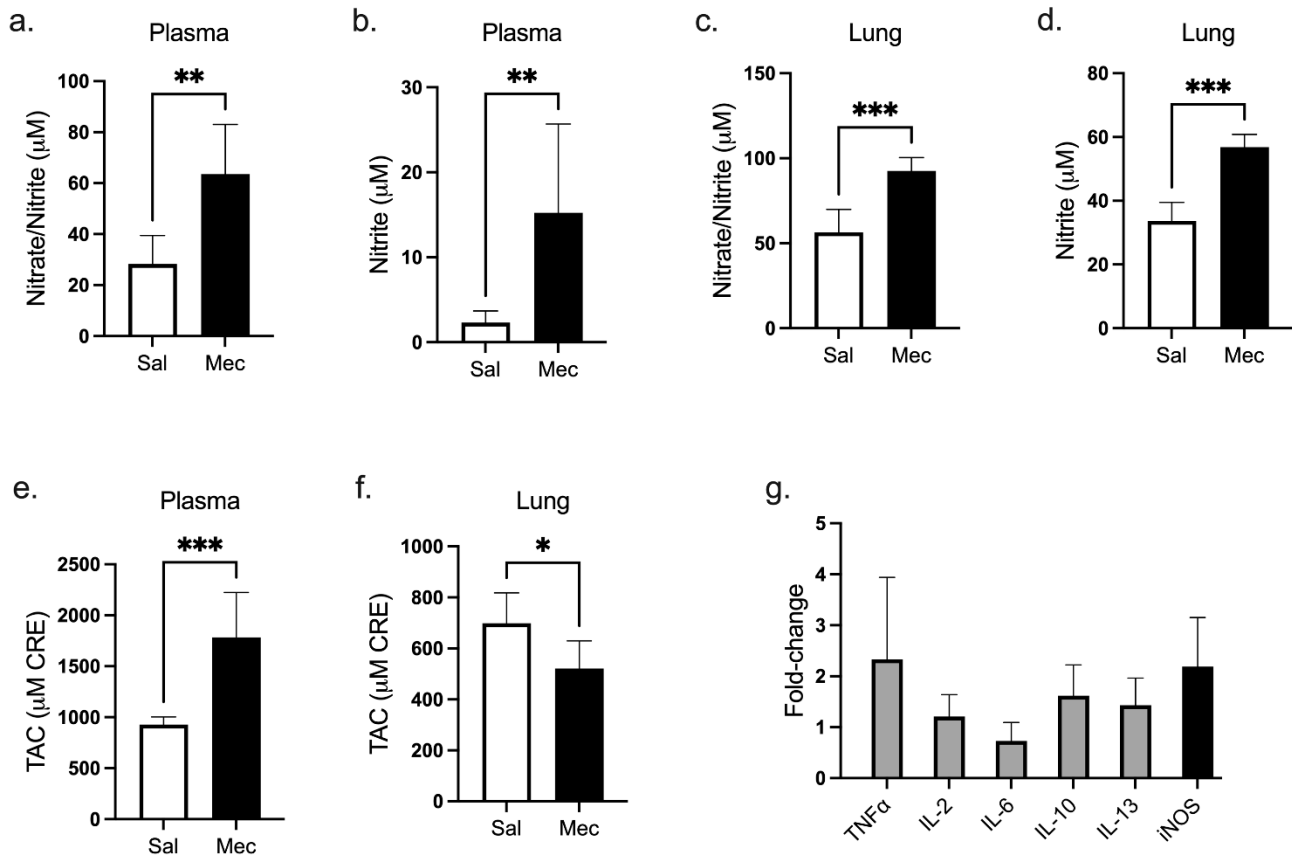 a.
Plasma
Nitrate/Nitrite (μM)
100
80
60
40
20
0
**
Sal Mec
b.
Plasma
Nitrite (μM)
30
20
10
0
**
Sal Mec
c.
Lung
Nitrate/Nitrite (μM)
150
100
50
0
***
Sal Mec
d.
Lung
Nitrite (μM)
80
60
40
20
0
***
Sal Mec
e.
Plasma
TAC (μM CRE)
2500
2000
1500
1000
500
0
***
Sal Mec
f.
Lung
TAC (μM CRE)
1000
800
600
400
200
0
*
Sal Mec
g.
Fold-change
5
4
3
2
1
0
TNFα IL-2 IL-6 IL-10 IL-13 iNOS